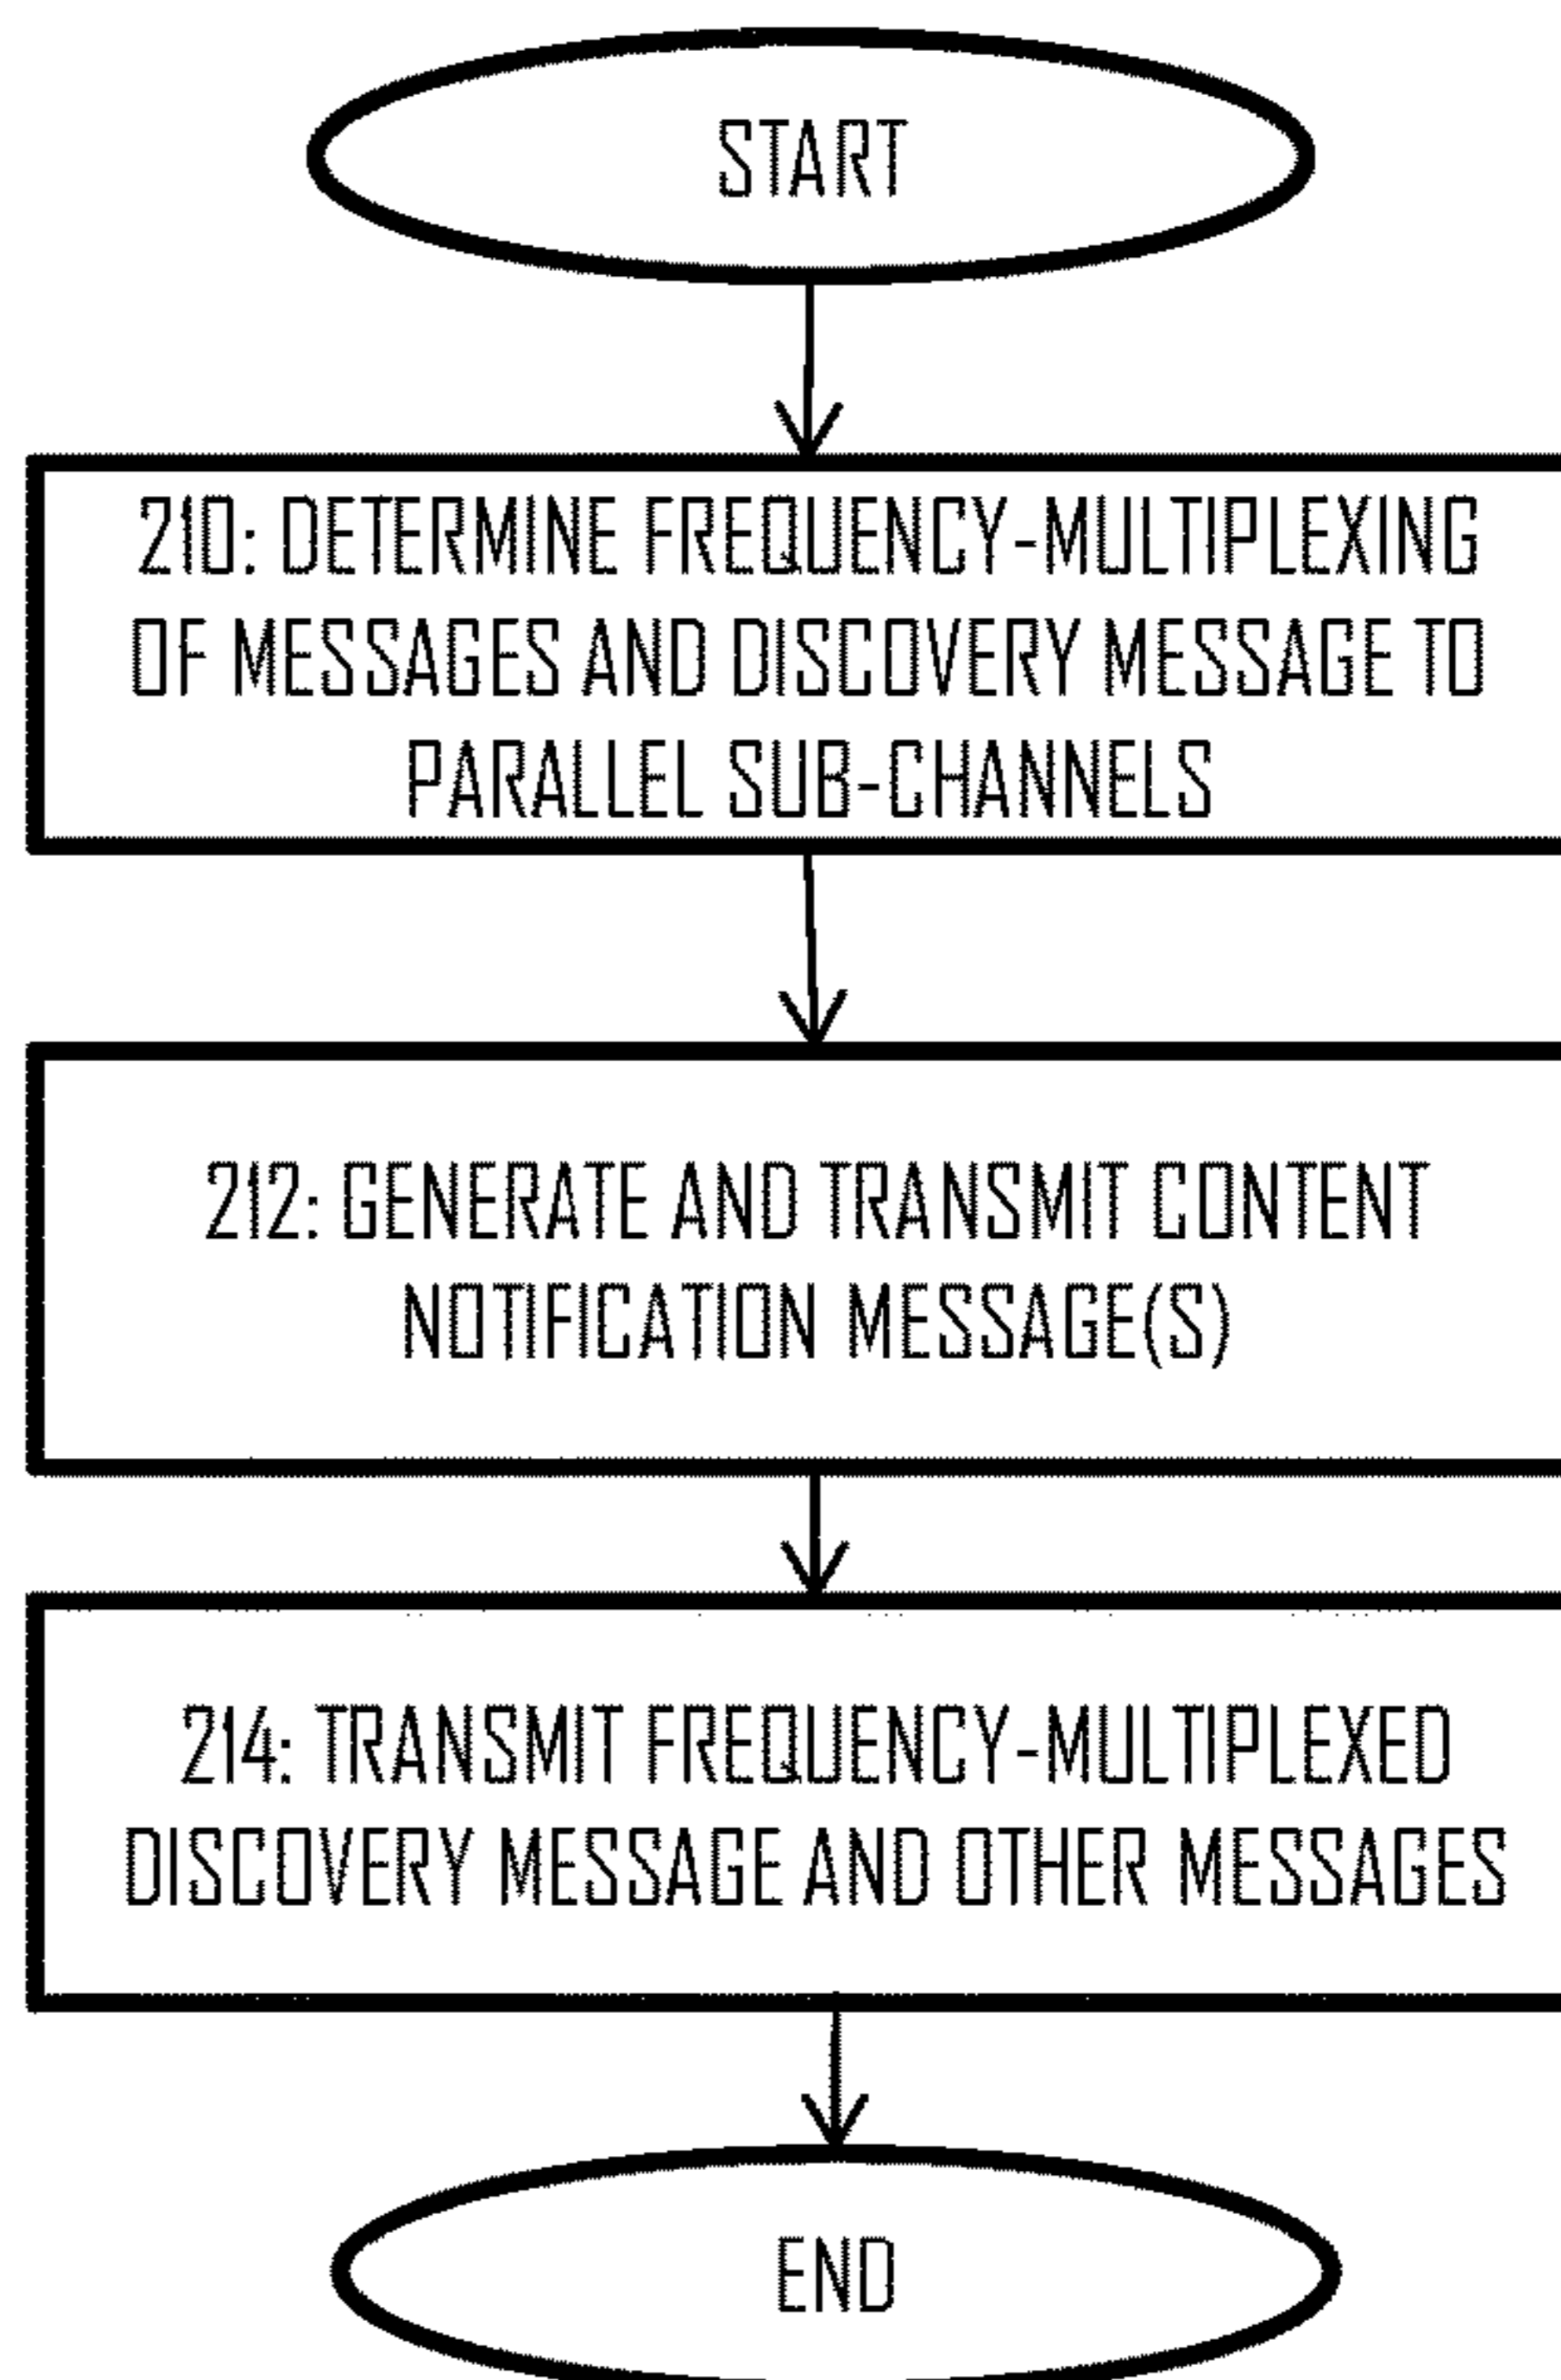 START
210: DETERMINE FREQUENCY-MULTIPLEXING
OF MESSAGES AND DISCOVERY MESSAGE TO
PARALLEL SUB-CHANNELS
212: GENERATE AND TRANSMIT CONTENT
NOTIFICATION MESSAGE(S)
214: TRANSMIT FREQUENCY-MULTIPLEXED
DISCOVERY MESSAGE AND OTHER MESSAGES
END